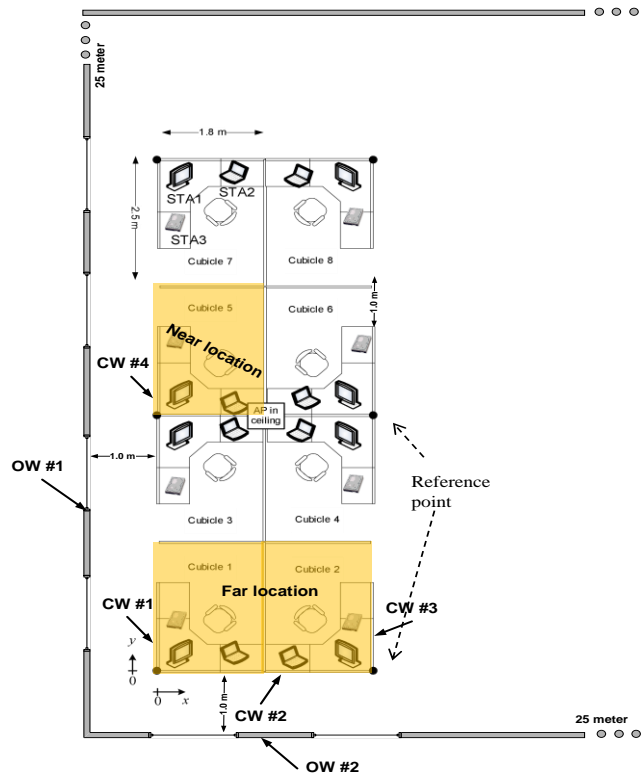 25 meter
1.8 m
STA1
STA2
2.5 m
STA3
Cubicle 7
Cubicle 8
1.0 m
Cubicle 5
Cubicle 6
Near location
CW #4
AP in
ceiling
1.0 m
OW #1
Reference
point
Cubicle 3
Cubicle 4
Cubicle 1
Cubicle 2
Far location
CW #1
CW #3
y
0
0
x
1.0 m
CW #2
25 meter
OW #2